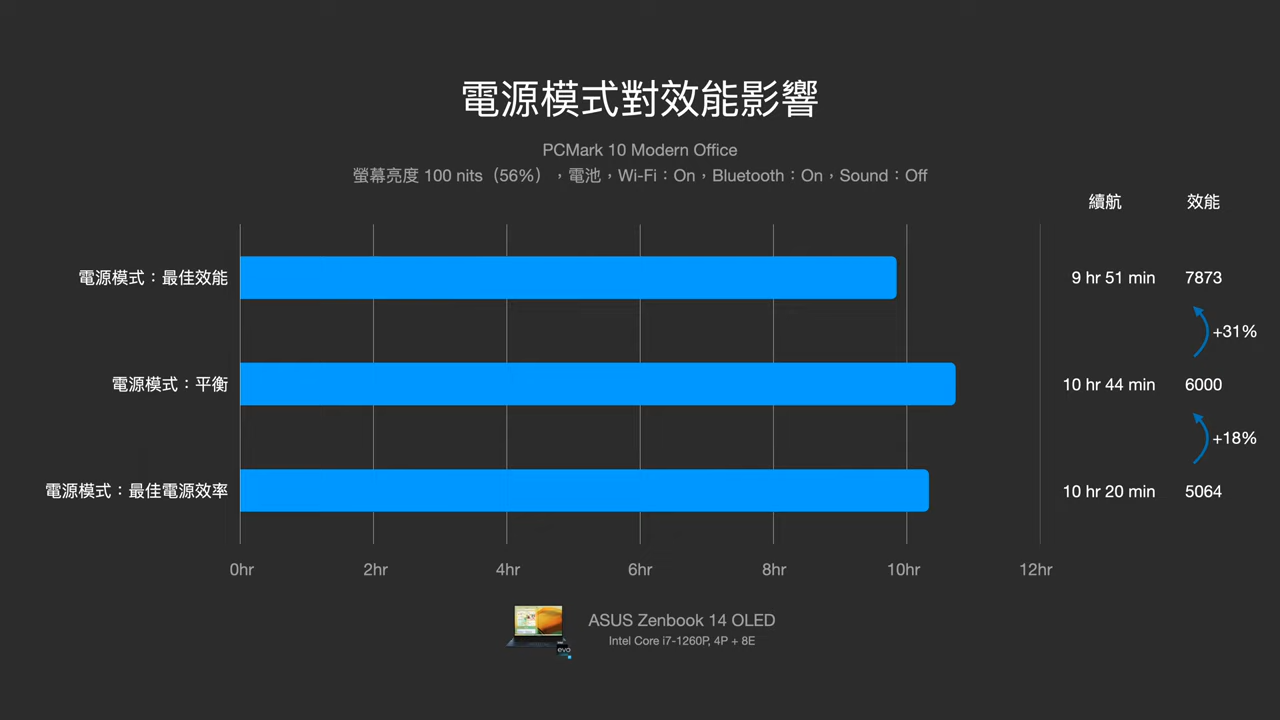 電源模式對效能影響
PCMark 10 Modern Office
螢幕亮度 100 nits（56%），電池，Wi-Fi：On，Bluetooth：On，Sound：Off
續航 效能
電源模式：最佳效能 9 hr 51 min 7873
+31%
電源模式：平衡 10 hr 44 min 6000
+18%
電源模式：最佳電源效率 10 hr 20 min 5064
0hr 2hr 4hr 6hr 8hr 10hr 12hr
ASUS Zenbook 14 OLED
Intel Core i7-1260P, 4P + 8E
evo